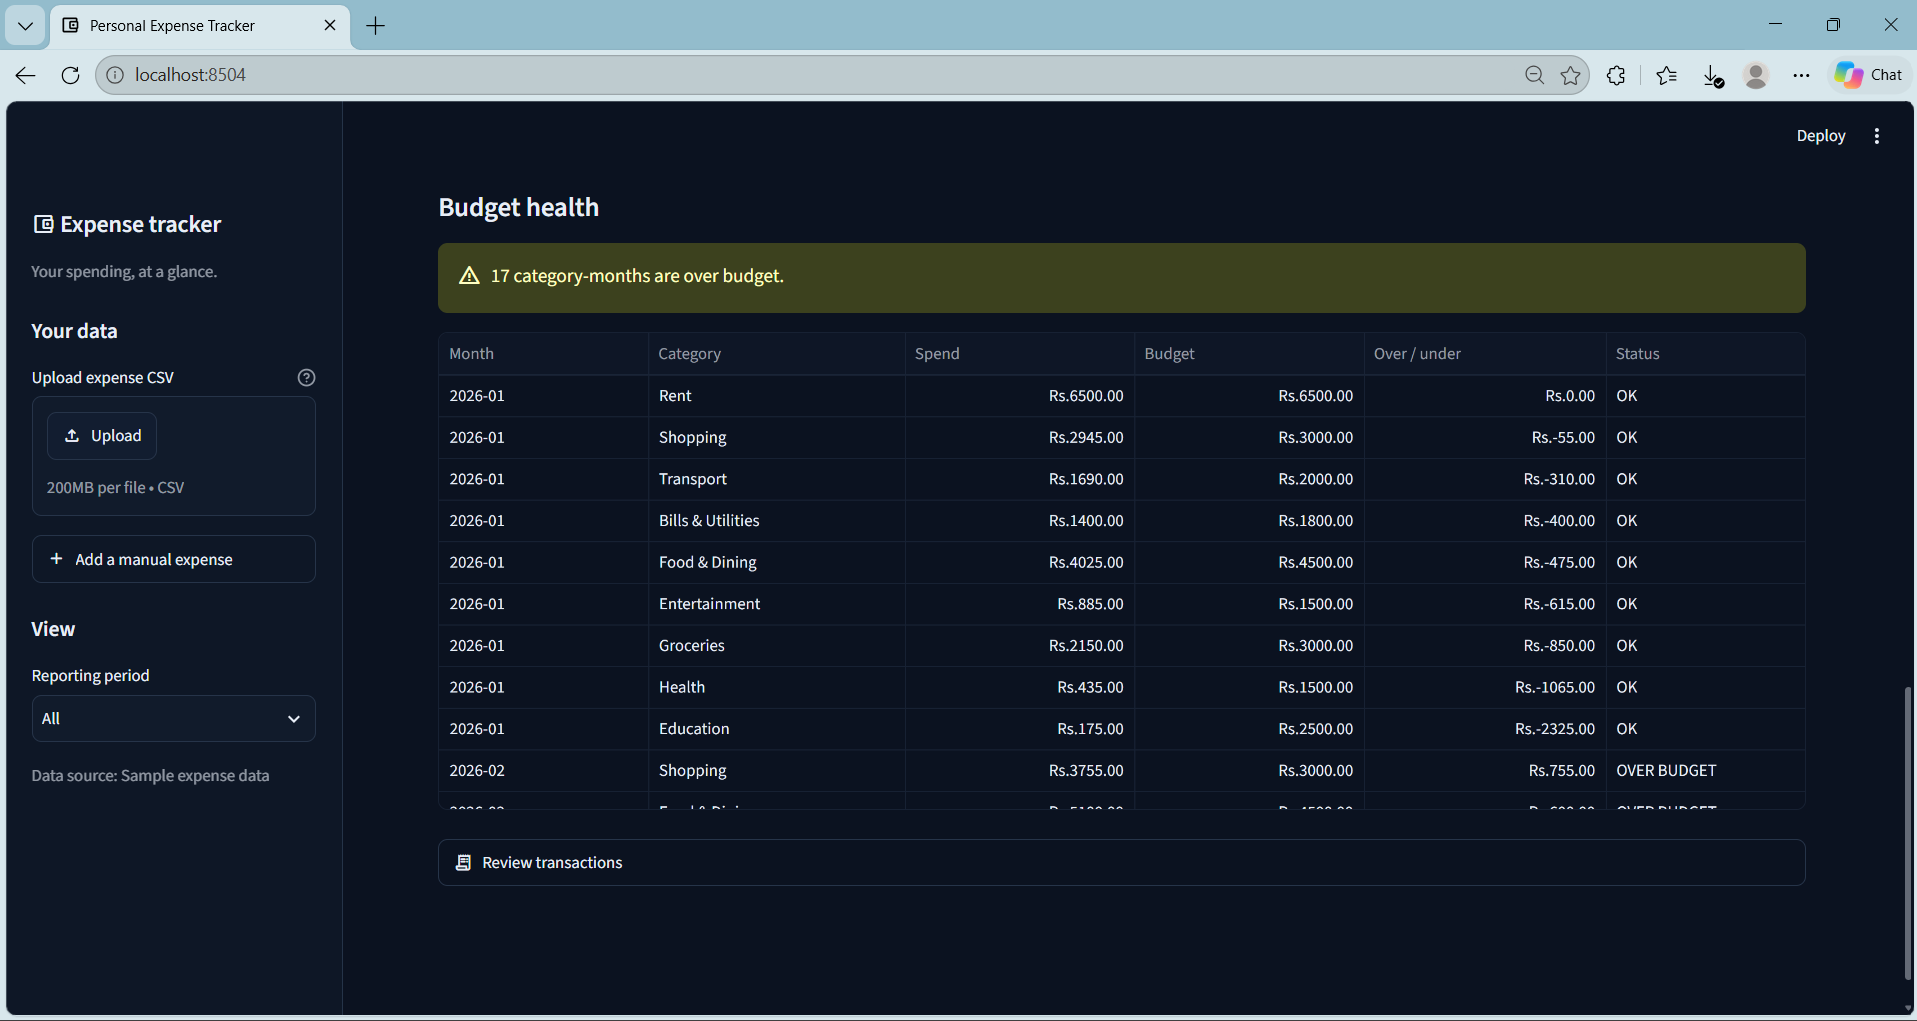 Personal Expense Tracker
localhost:8504
Chat
Deploy
Expense tracker
Your spending, at a glance.
Your data
Upload expense CSV
Upload
200MB per file • CSV
+ Add a manual expense
View
Reporting period
All
Data source: Sample expense data
Budget health
17 category-months are over budget.
Month Category Spend Budget Over / under Status
2026-01 Rent Rs.6500.00 Rs.6500.00 Rs.0.00 OK
2026-01 Shopping Rs.2945.00 Rs.3000.00 Rs.-55.00 OK
2026-01 Transport Rs.1690.00 Rs.2000.00 Rs.-310.00 OK
2026-01 Bills & Utilities Rs.1400.00 Rs.1800.00 Rs.-400.00 OK
2026-01 Food & Dining Rs.4025.00 Rs.4500.00 Rs.-475.00 OK
2026-01 Entertainment Rs.885.00 Rs.1500.00 Rs.-615.00 OK
2026-01 Groceries Rs.2150.00 Rs.3000.00 Rs.-850.00 OK
2026-01 Health Rs.435.00 Rs.1500.00 Rs.-1065.00 OK
2026-01 Education Rs.175.00 Rs.2500.00 Rs.-2325.00 OK
2026-02 Shopping Rs.3755.00 Rs.3000.00 Rs.755.00 OVER BUDGET
Review transactions